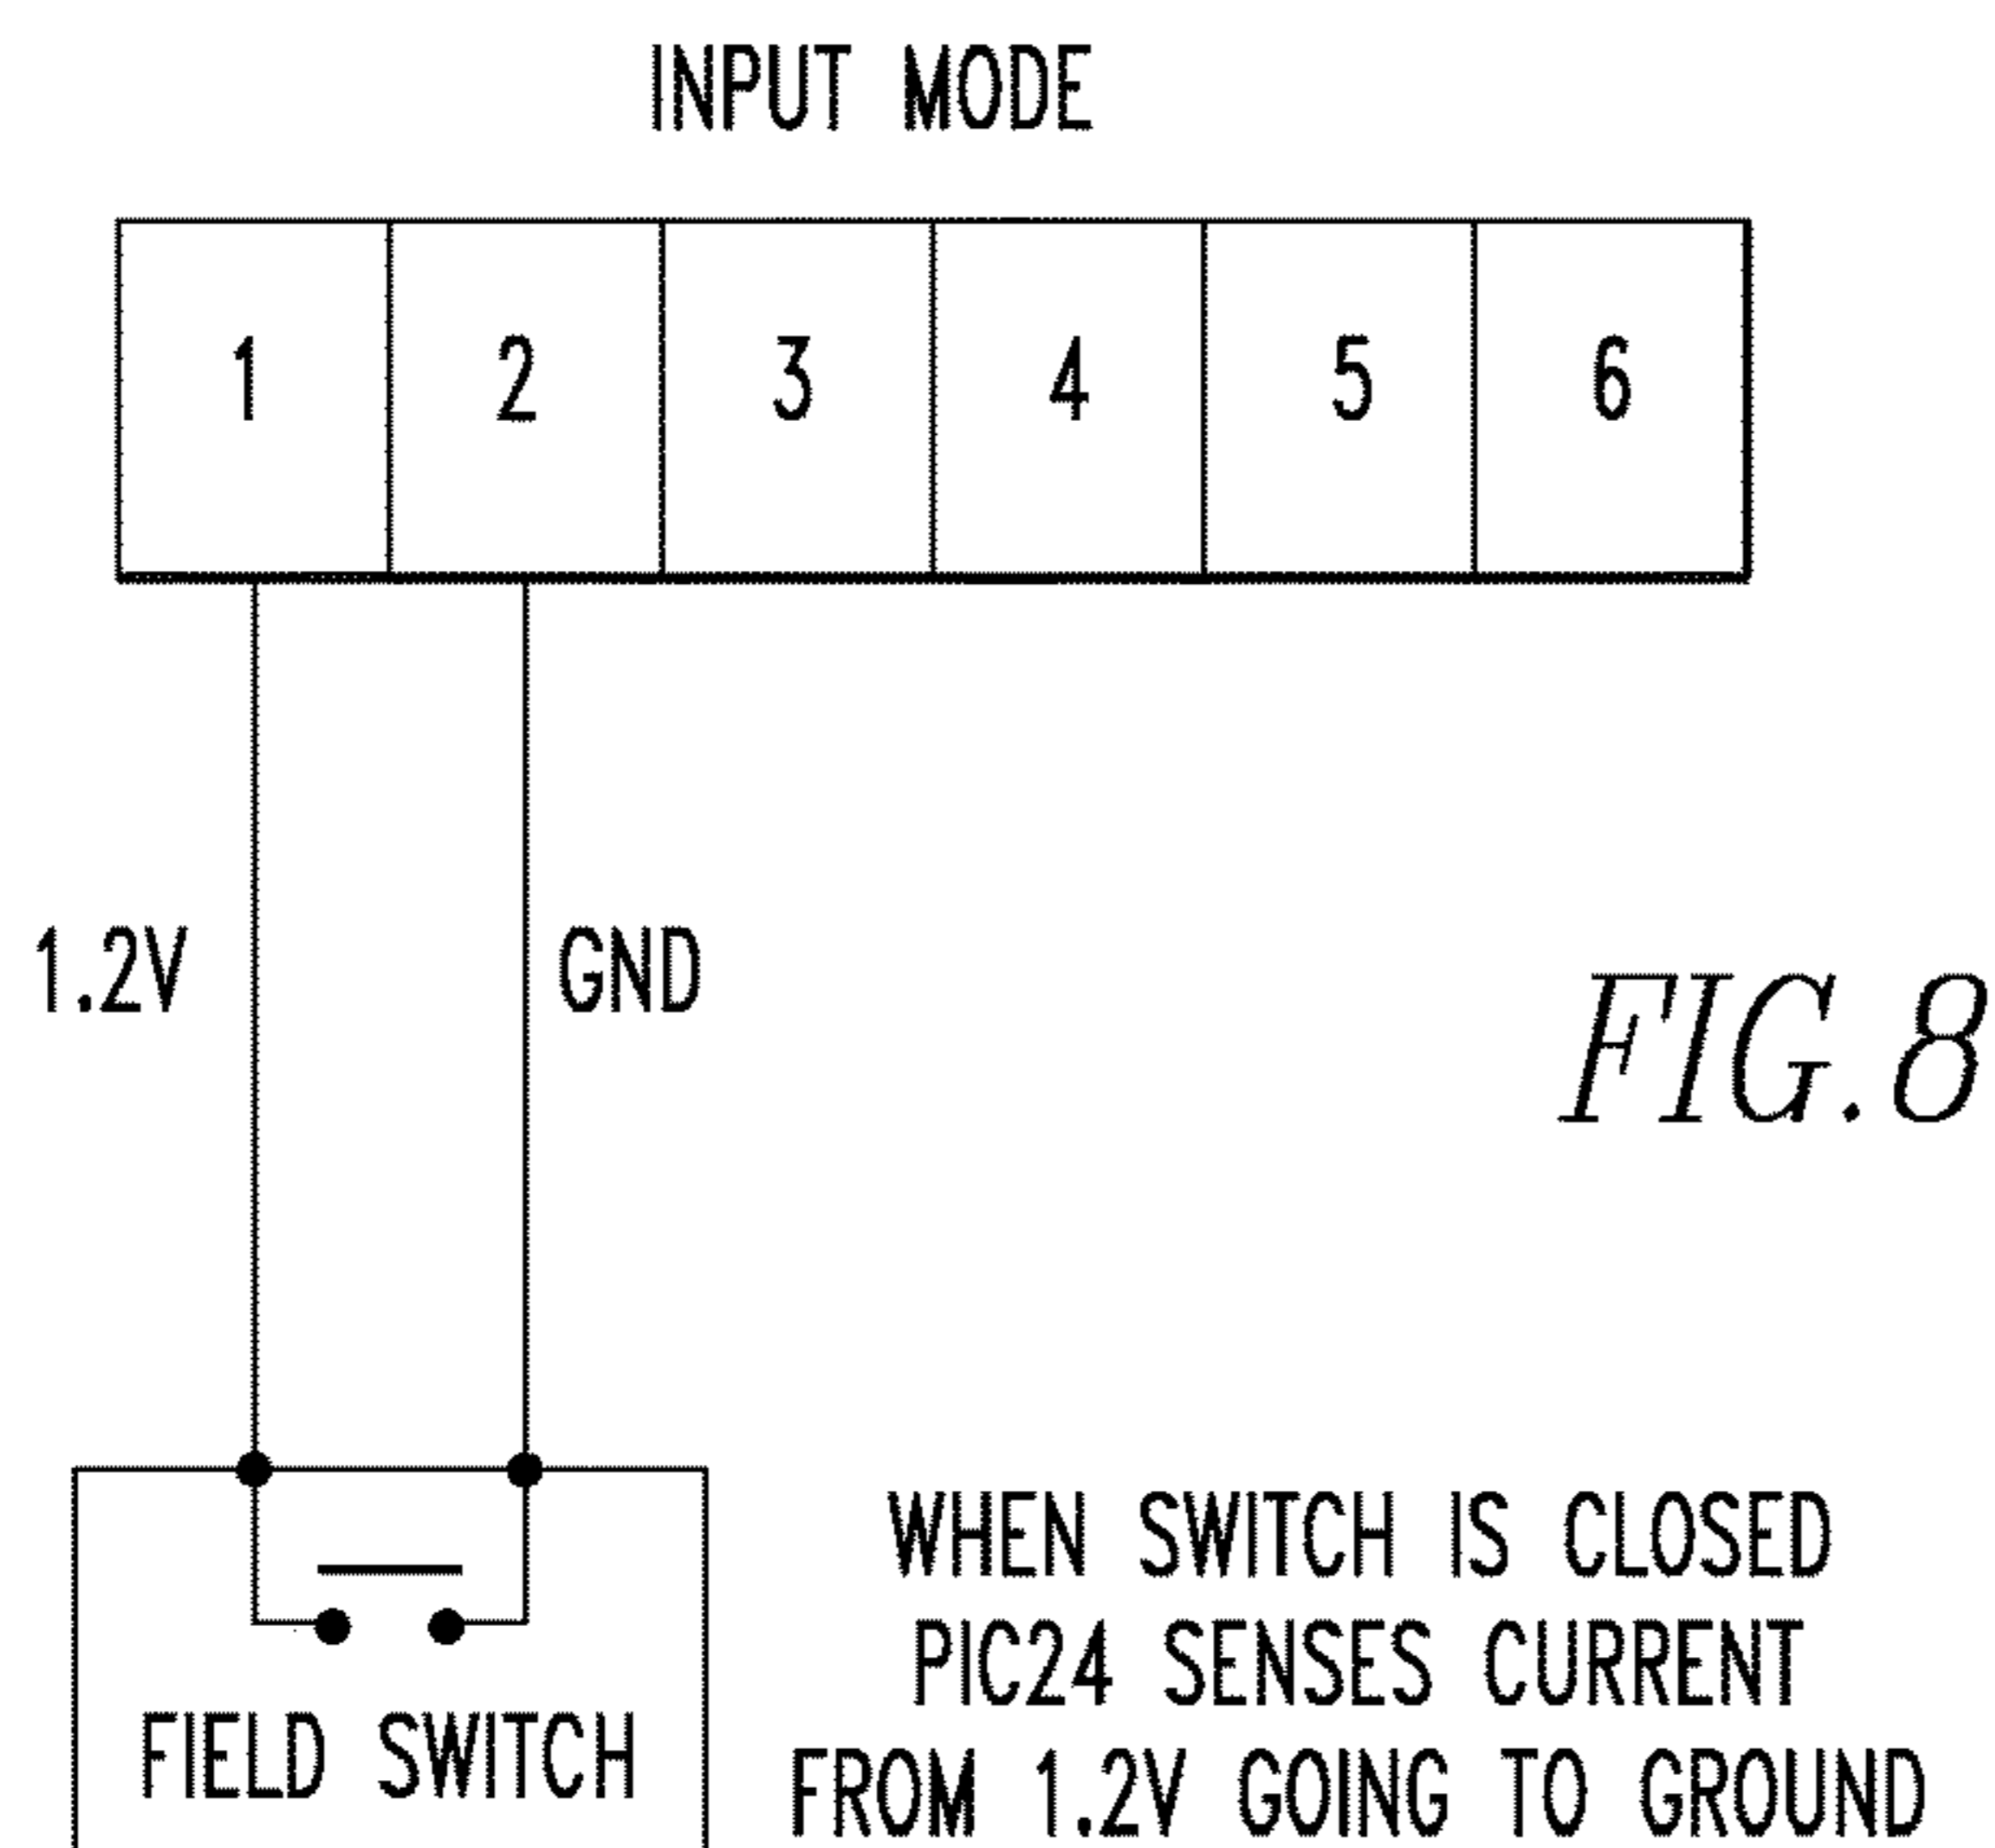 INPUT MODE
1 2 3 4 5 6
1.2V GND
FIG.8
WHEN SWITCH IS CLOSED
PIC24 SENSES CURRENT
FROM 1.2V GOING TO GROUND
FIELD SWITCH